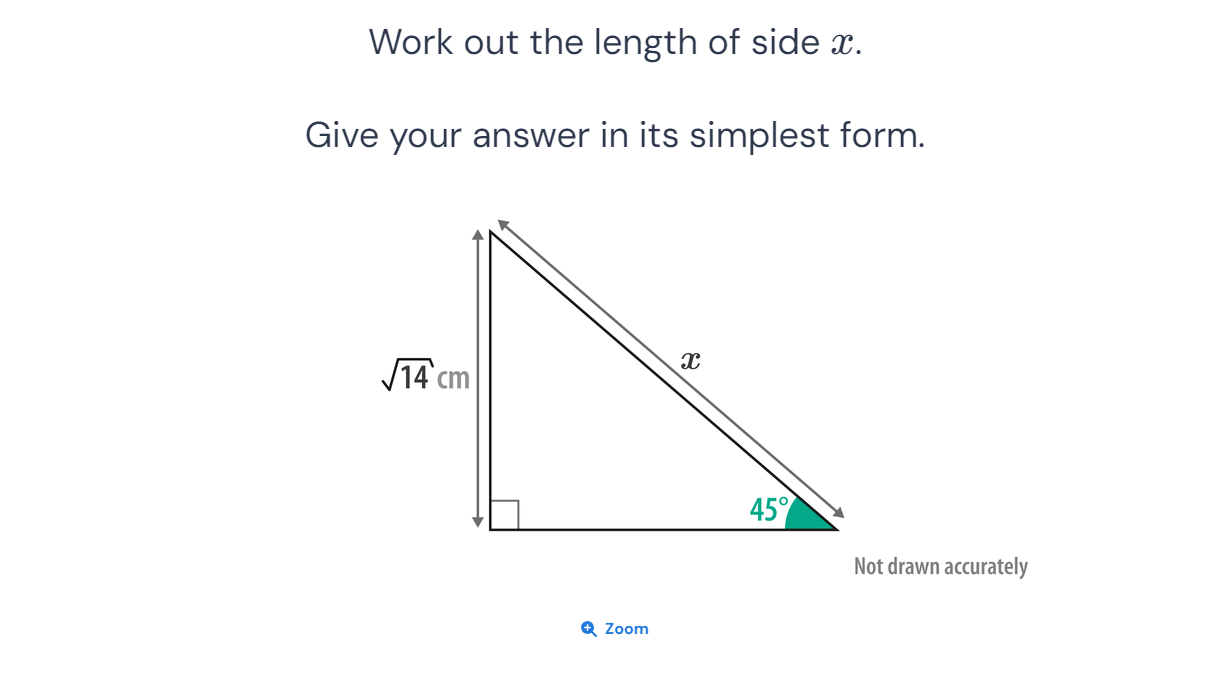 Work out the length of side x.
Give your answer in its simplest form.
x
√14 cm
45°
Not drawn accurately
Zoom